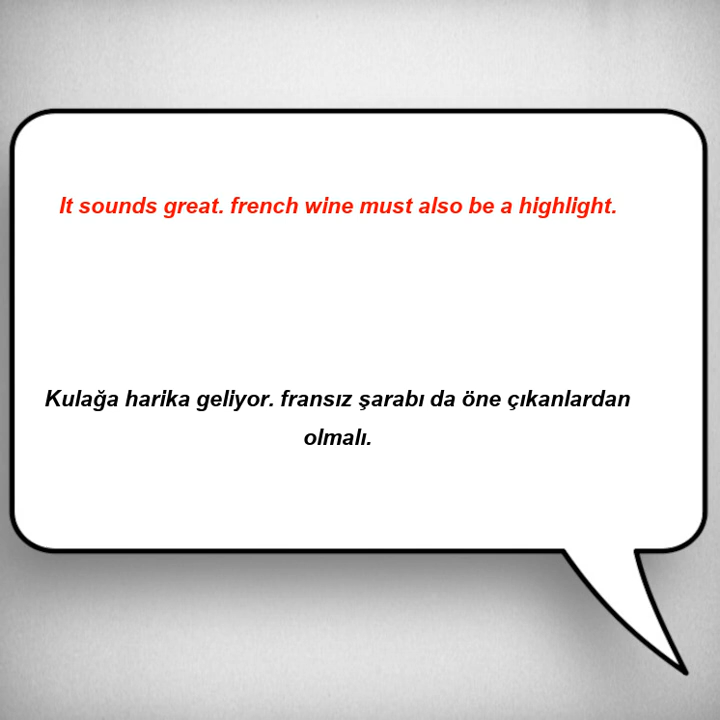 It sounds great. french wine must also be a highlight.
Kulağa harika geliyor. fransız şarabı da öne çıkanlardan
olmalı.